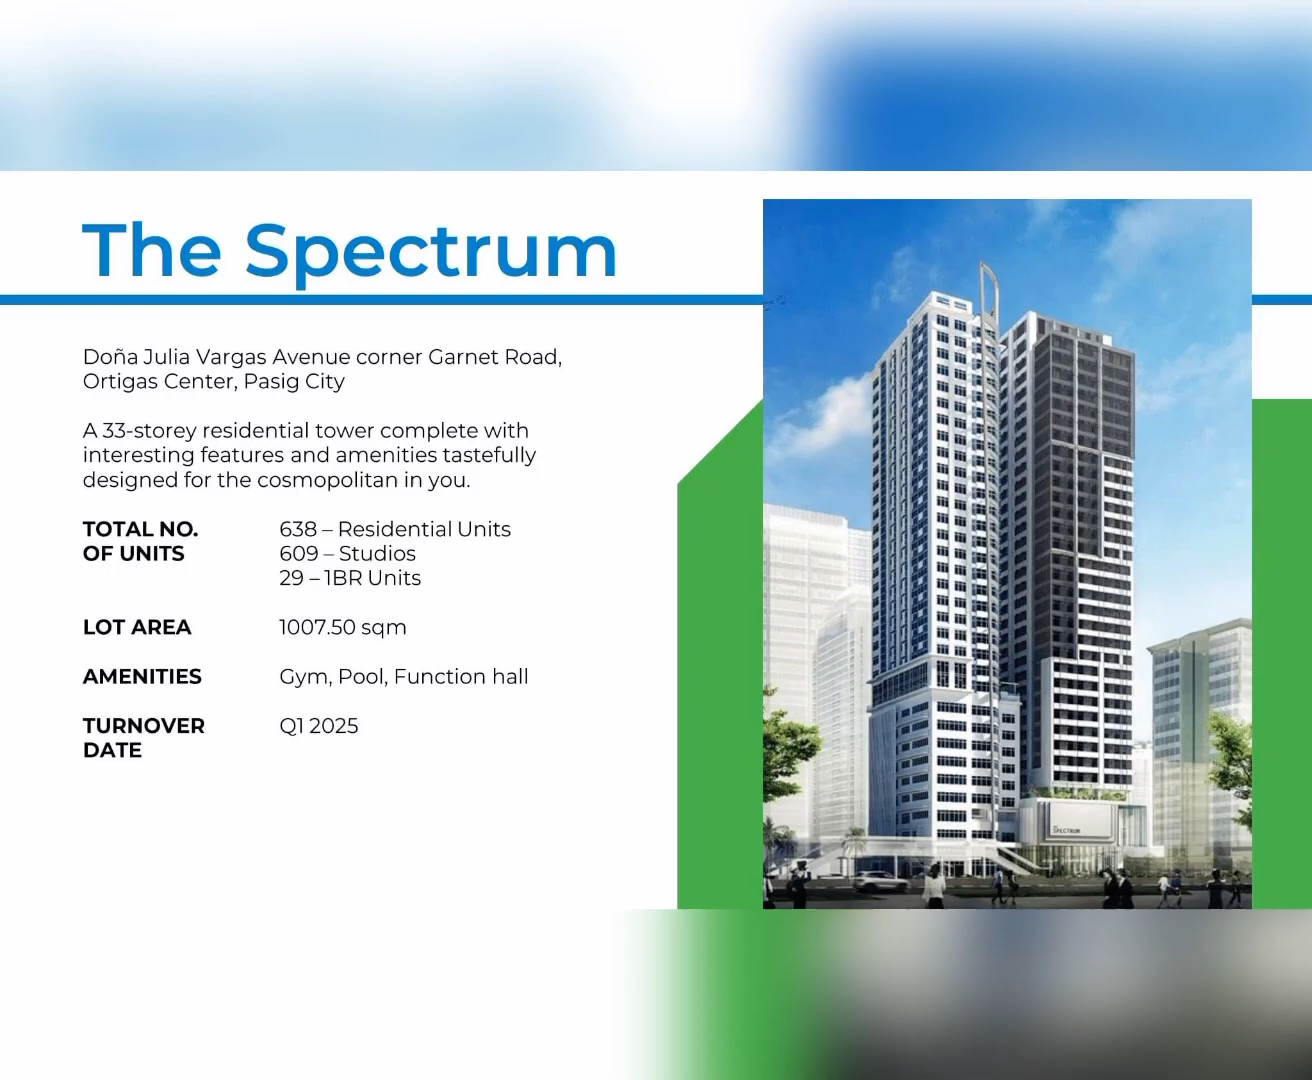 The Spectrum
Doña Julia Vargas Avenue corner Garnet Road,
Ortigas Center, Pasig City
A 33-storey residential tower complete with
interesting features and amenities tastefully
designed for the cosmopolitan in you.
TOTAL NO. 638 – Residential Units
OF UNITS 609 – Studios
29 – 1BR Units
LOT AREA 1007.50 sqm
AMENITIES Gym, Pool, Function hall
TURNOVER Q1 2025
DATE
SPECTRUM